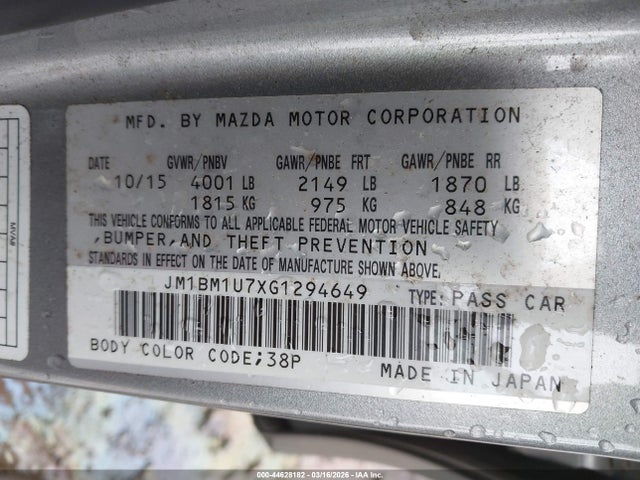 MFD. BY MAZDA MOTOR CORPORATION
DATE GVWR/PNBV GAWR/PNBE FRT GAWR/PNBE RR
10/15 4001 LB 2149 LB 1870 LB
1815 KG 975 KG 848 KG
THIS VEHICLE CONFORMS TO ALL APPLICABLE FEDERAL MOTOR VEHICLE SAFETY
,BUMPER,AND THEFT PREVENTION
STANDARDS IN EFFECT ON THE DATE OF MANUFACTURE SHOWN ABOVE.
JM1BM1U7XG1294649 TYPE: PASS CAR
BODY COLOR CODE;38P MADE IN JAPAN
MVAB
000-44628182 | 03/16/2026 | IAA Inc.